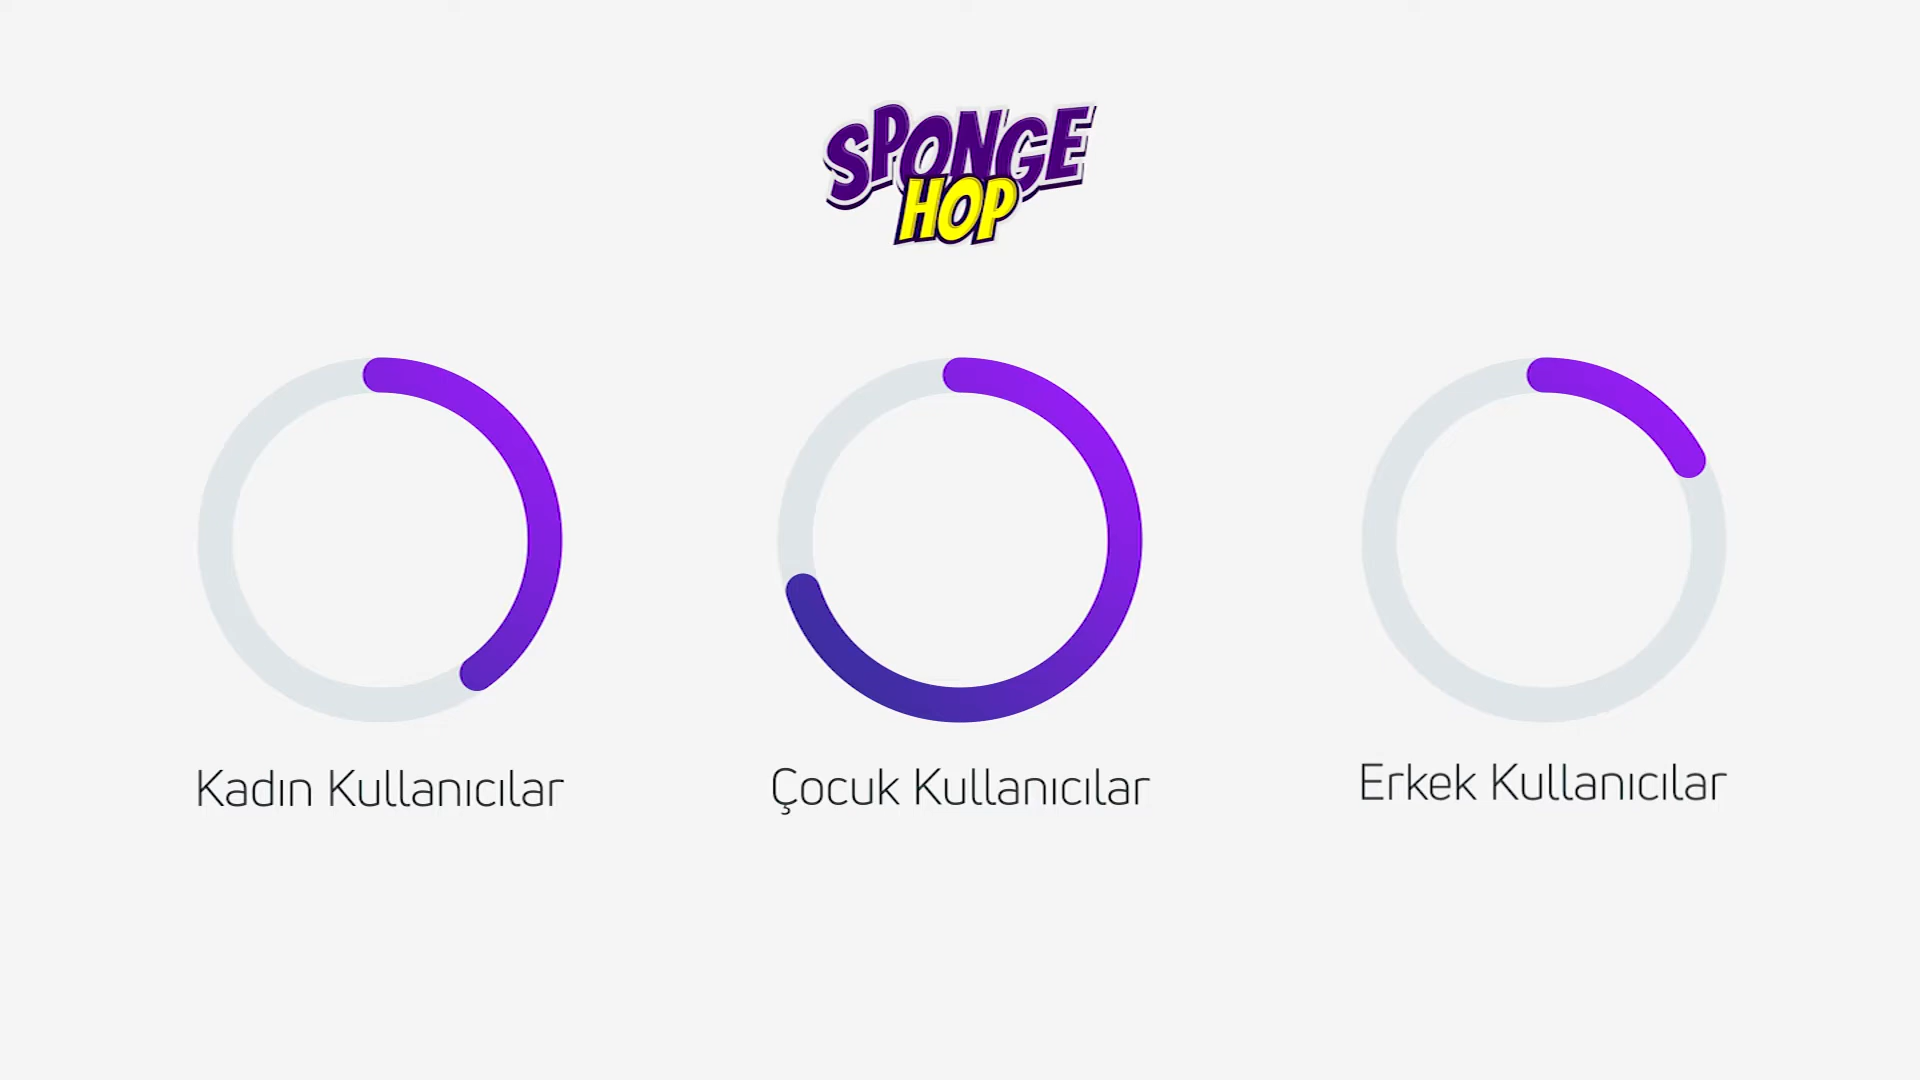 SPONGE
HOP
Kadın Kullanıcılar
Çocuk Kullanıcılar
Erkek Kullanıcılar